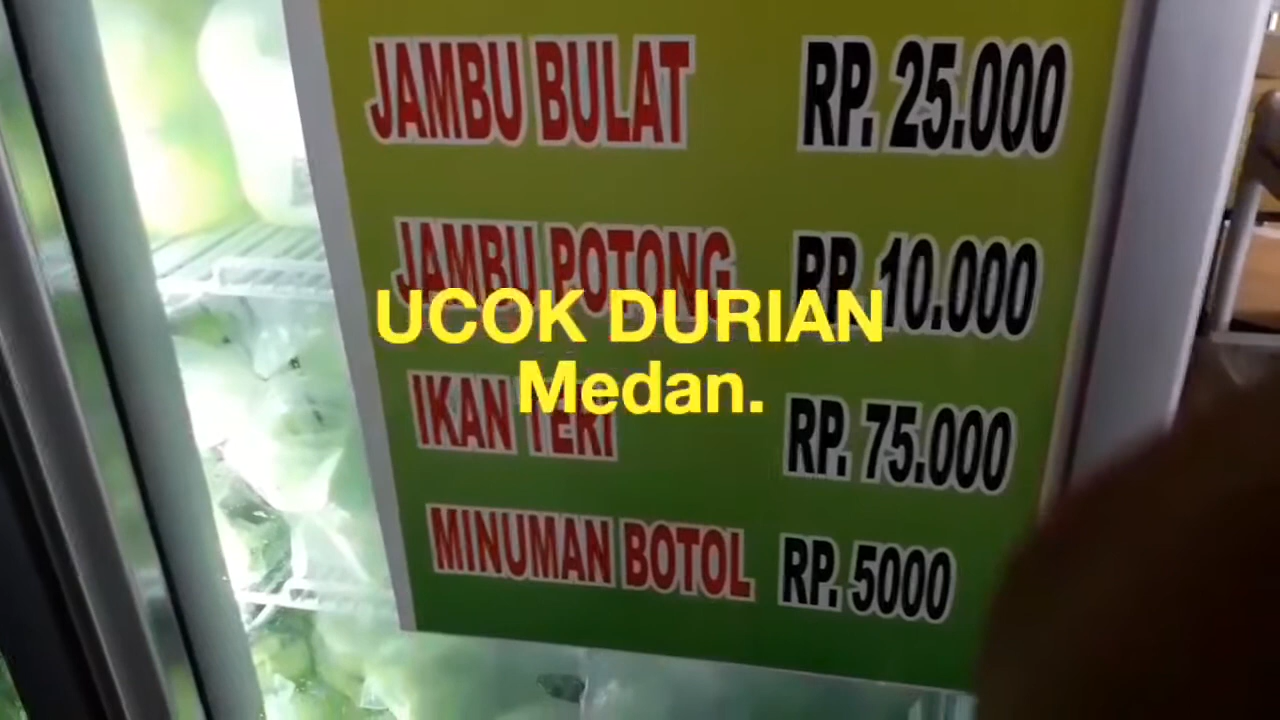 JAMBU BULAT RP. 25.000
JAMBU POTONG RP. 10.000
UCOK DURIAN
Medan.
IKAN TERI RP. 75.000
MINUMAN BOTOL RP. 5000